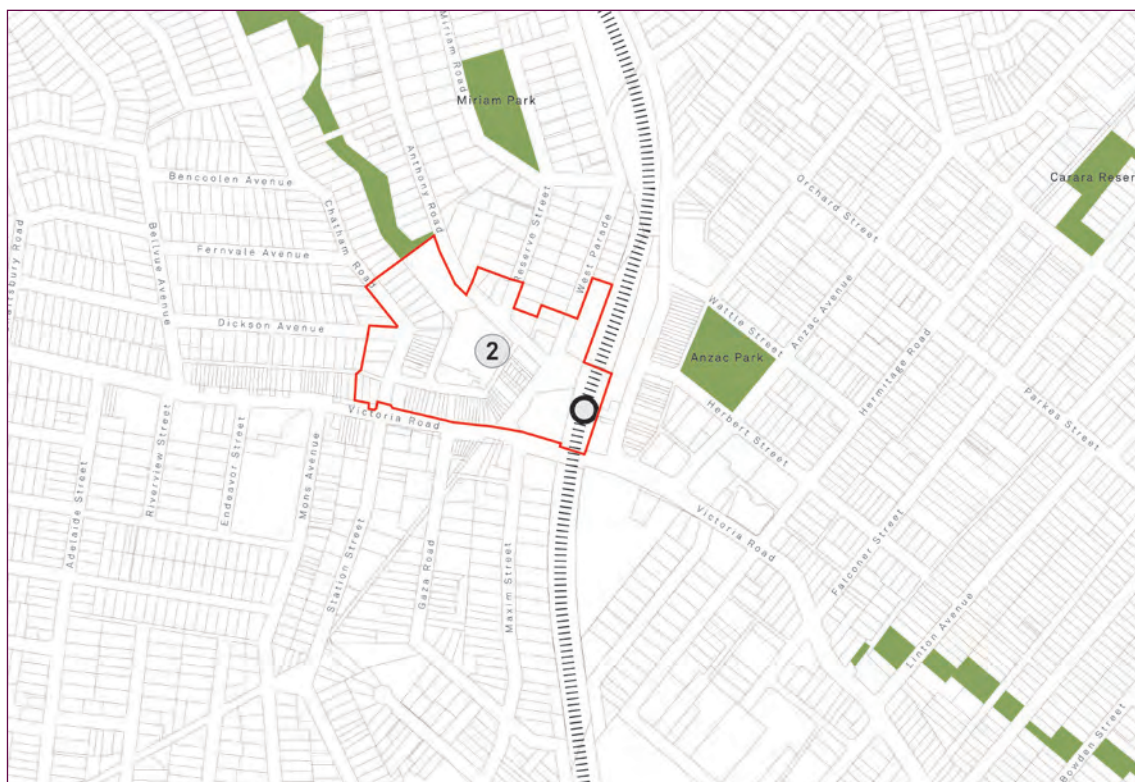 Miriam Road
Miriam Park
Carara Reser
Bencoolen Avenue
Anthony Road
Orchard Street
Chatham Road
Reserve Street
West Parade
Fernvale Avenue
Bellvue Avenue
Anzac Avenue
Wattle Street
Dickson Avenue
2
Anzac Park
Hermitage Road
Parkes Street
Victoria Road
Herbert Street
Riverview Street
Endeavor Street
Mons Avenue
Adelaide Street
Victoria Road
Station Street
Gaza Road
Maxim Street
Falconer Street
Linton Avenue
Bowden Street